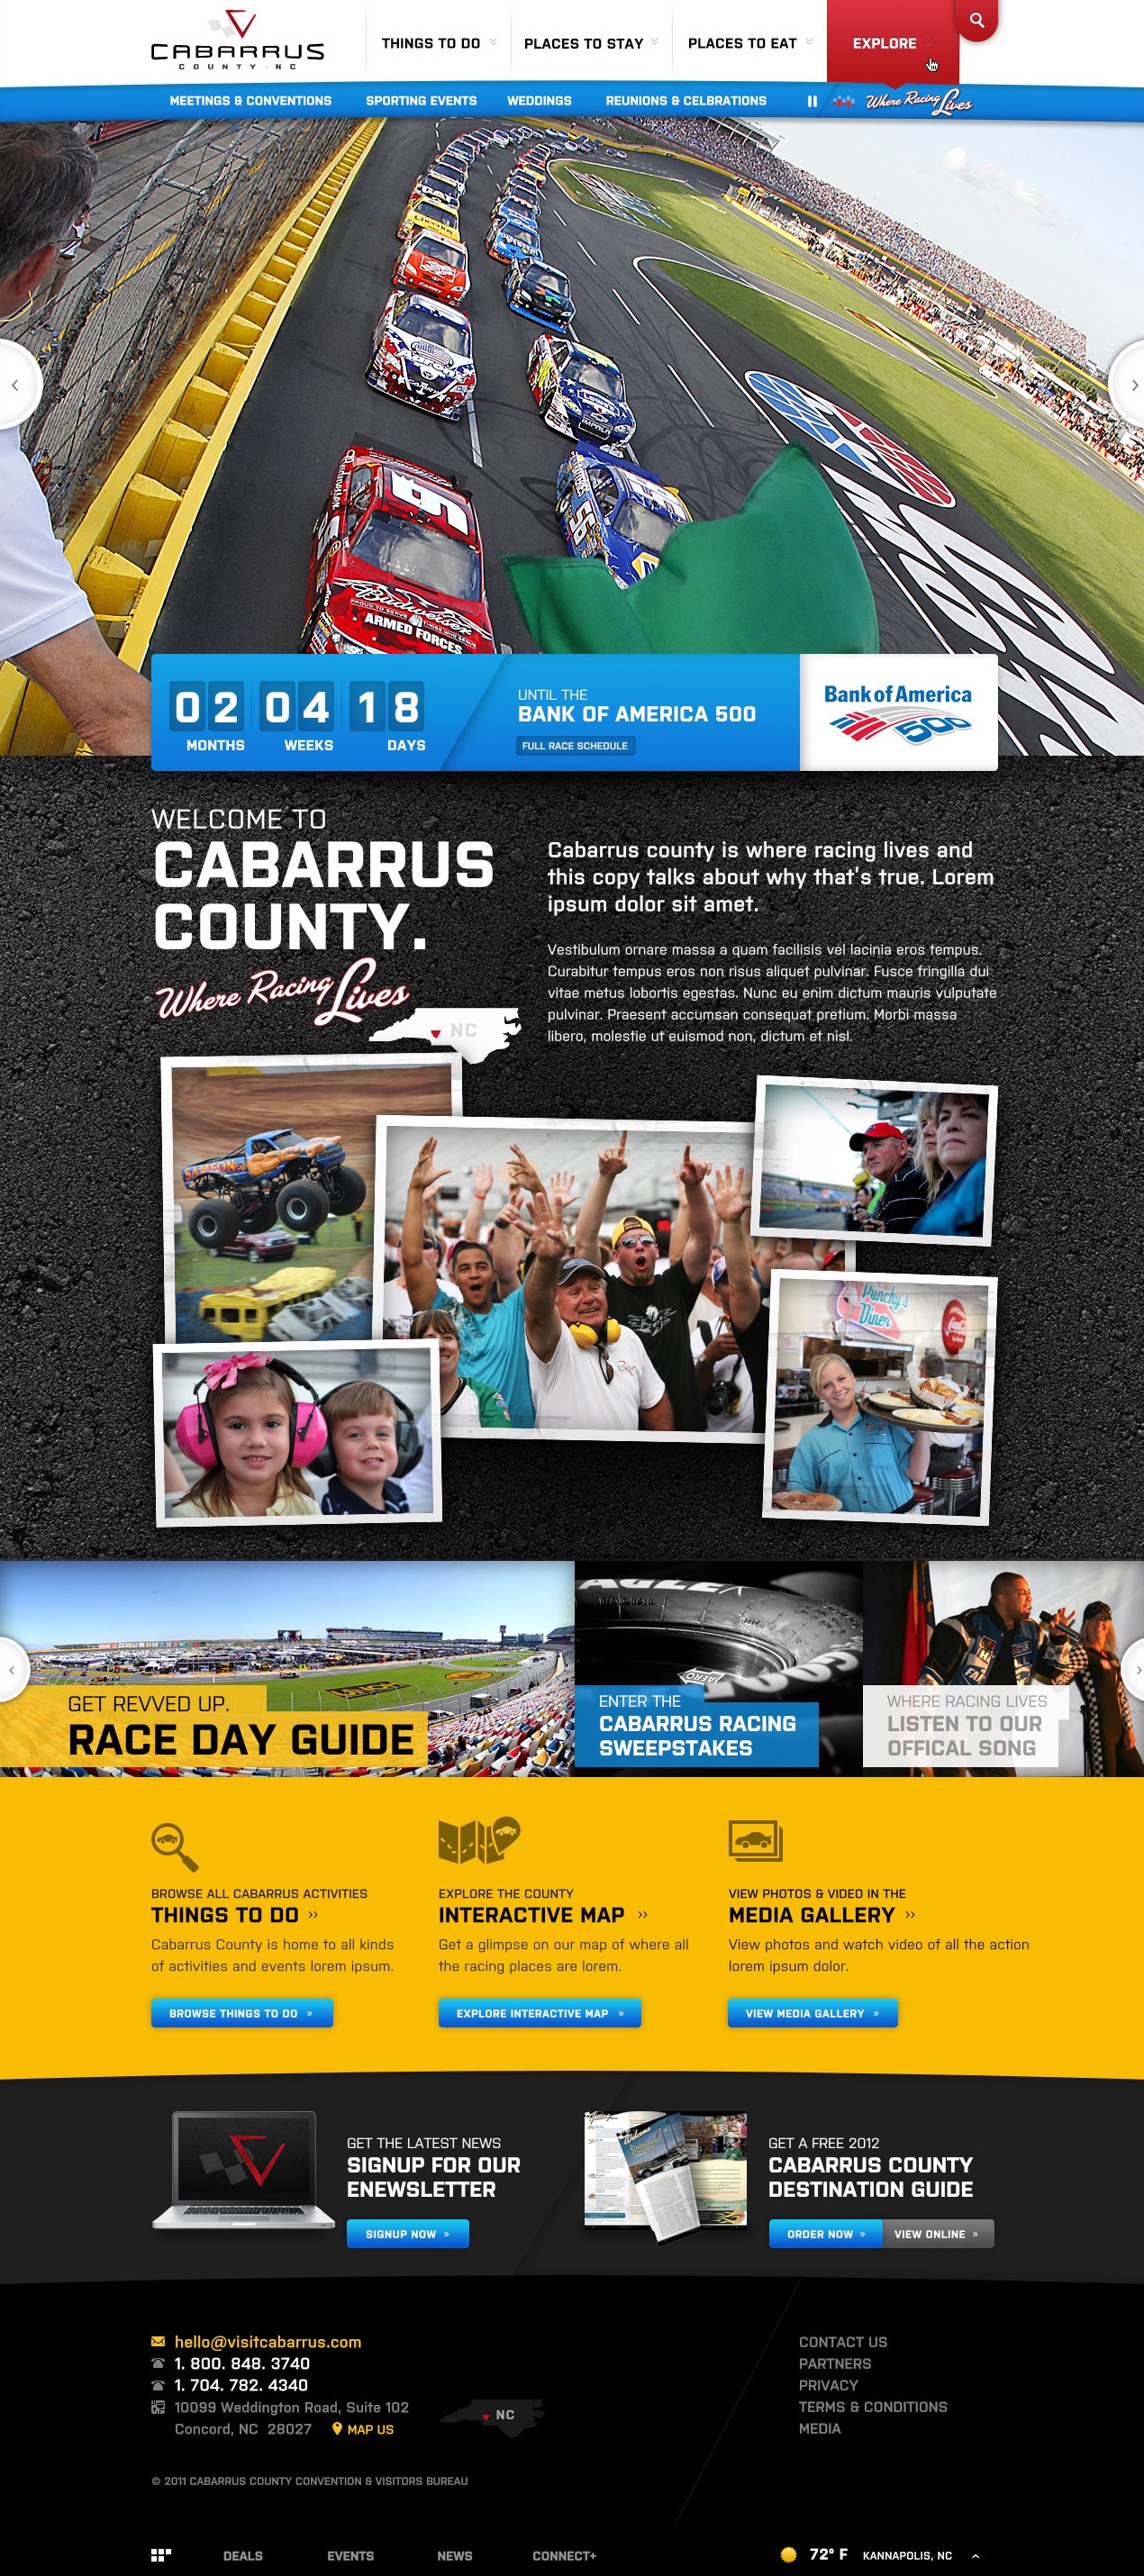 CABARRUS
COUNTY NC
THINGS TO DO
PLACES TO STAY
PLACES TO EAT
EXPLORE
MEETINGS & CONVENTIONS
SPORTING EVENTS
WEDDINGS
REUNIONS & CELBRATIONS
Where Racing Lives
9
Budweiser
ARMED FORCES
02
04
18
MONTHS
WEEKS
DAYS
UNTIL THE
BANK OF AMERICA 500
FULL RACE SCHEDULE
Bank of America
500
WELCOME TO
CABARRUS
COUNTY.
Where Racing Lives
NC
Cabarrus county is where racing lives and
this copy talks about why that's true. Lorem
ipsum dolor sit amet.
Vestibulum ornare massa a quam facilisis vel lacinia eros tempus.
Curabitur tempus eros non risus aliquet pulvinar. Fusce fringilla dui
vitae metus lobortis egestas. Nunc eu enim dictum mauris vulputate
pulvinar. Praesent accumsan consequat pretium. Morbi massa
libero, molestie ut euismod non, dictum et nisl.
SAMSON
Punchy's
Diner
EAGLE
RADIAL
GET REVVED UP.
RACE DAY GUIDE
ENTER THE
CABARRUS RACING
SWEEPSTAKES
WHERE RACING LIVES
LISTEN TO OUR
OFFICAL SONG
BROWSE ALL CABARRUS ACTIVITIES
THINGS TO DO ››
Cabarrus County is home to all kinds
of activities and events lorem ipsum.
BROWSE THINGS TO DO »
EXPLORE THE COUNTY
INTERACTIVE MAP ››
Get a glimpse on our map of where all
the racing places are lorem.
EXPLORE INTERACTIVE MAP »
VIEW PHOTOS & VIDEO IN THE
MEDIA GALLERY ››
View photos and watch video of all the action
lorem ipsum dolor.
VIEW MEDIA GALLERY »
GET THE LATEST NEWS
SIGNUP FOR OUR
ENEWSLETTER
SIGNUP NOW »
Welcome
GET A FREE 2012
CABARRUS COUNTY
DESTINATION GUIDE
ORDER NOW »
VIEW ONLINE »
hello@visitcabarrus.com
1. 800. 848. 3740
1. 704. 782. 4340
10099 Weddington Road, Suite 102
Concord, NC 28027
MAP US
NC
CONTACT US
PARTNERS
PRIVACY
TERMS & CONDITIONS
MEDIA
© 2011 CABARRUS COUNTY CONVENTION & VISITORS BUREAU
DEALS
EVENTS
NEWS
CONNECT+
72° F
KANNAPOLIS, NC